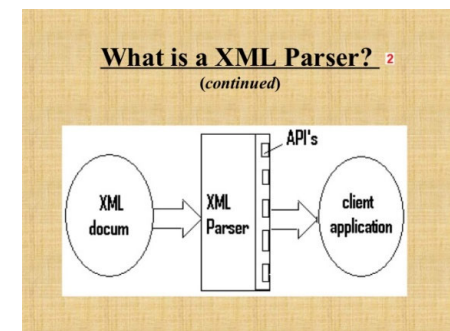 What is a XML Parser? 2
(continued)
API's
XML
docum
XML
Parser
client
application